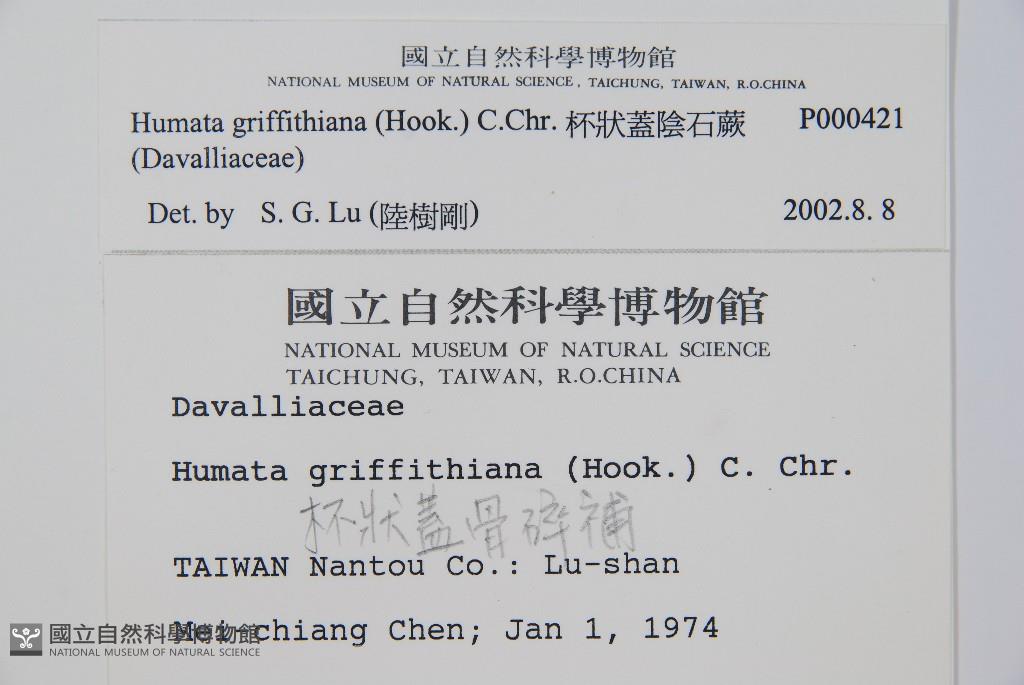 國立自然科學博物館
NATIONAL MUSEUM OF NATURAL SCIENCE, TAICHUNG, TAIWAN, R.O.CHINA
Humata griffithiana (Hook.) C.Chr. 杯狀蓋陰石蕨 P000421
(Davalliaceae)
Det. by S. G. Lu (陸樹剛) 2002.8. 8
國立自然科學博物館
NATIONAL MUSEUM OF NATURAL SCIENCE
TAICHUNG, TAIWAN, R.O.CHINA
Davalliaceae
Humata griffithiana (Hook.) C. Chr.
杯狀蓋骨碎補
TAIWAN Nantou Co.: Lu-shan
Mei-chiang Chen; Jan 1, 1974
國立自然科學博物館
NATIONAL MUSEUM OF NATURAL SCIENCE